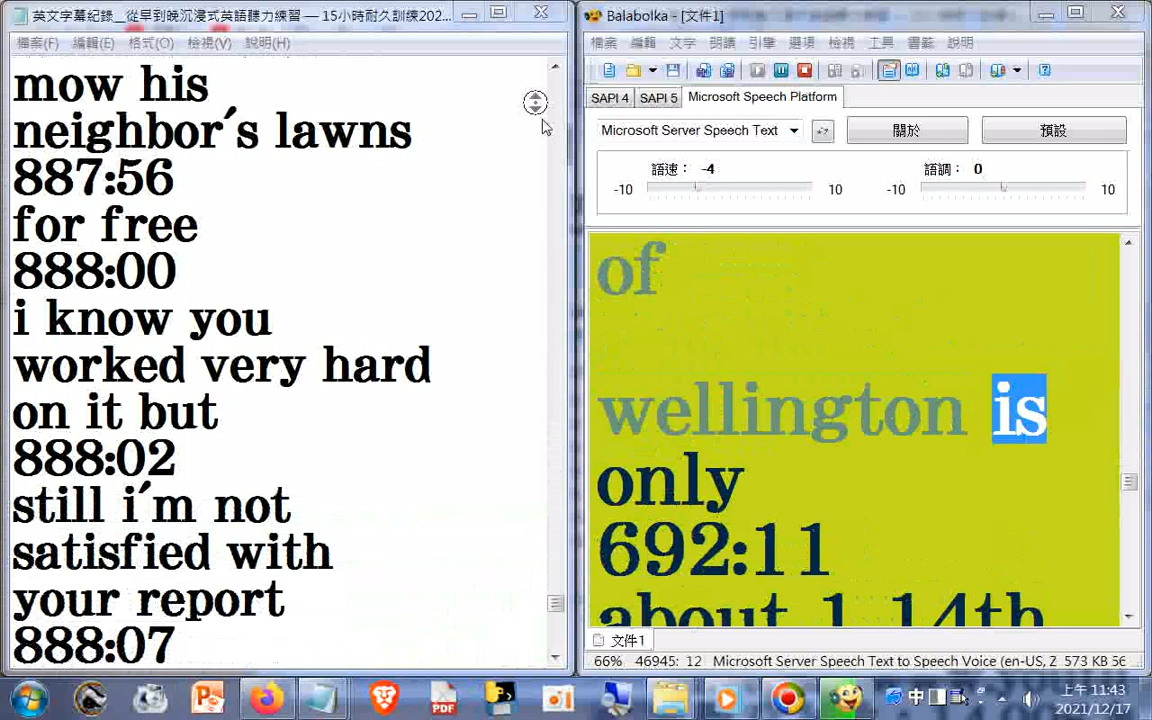 英文字幕紀錄__從早到晚沉浸式英語聽力練習 — 15小時耐久訓練202...
檔案(F) 編輯(E) 格式(O) 檢視(V) 說明(H)
mow his
neighbor's lawns
887:56
for free
888:00
i know you
worked very hard
on it but
888:02
still i'm not
satisfied with
your report
888:07
Balabolka - [文件1]
檔案 編輯 文字 朗讀 引擎 選項 檢視 工具 書籤 說明
SAPI 4 SAPI 5 Microsoft Speech Platform
Microsoft Server Speech Text 關於 預設
語速： -4 語調： 0
-10 10 -10 10
of
wellington is
only
692:11
about 1 14th
文件1
66% 46945: 12 Microsoft Server Speech Text to Speech Voice (en-US, 2 573 KB 56
中
上午 11:43
2021/12/17